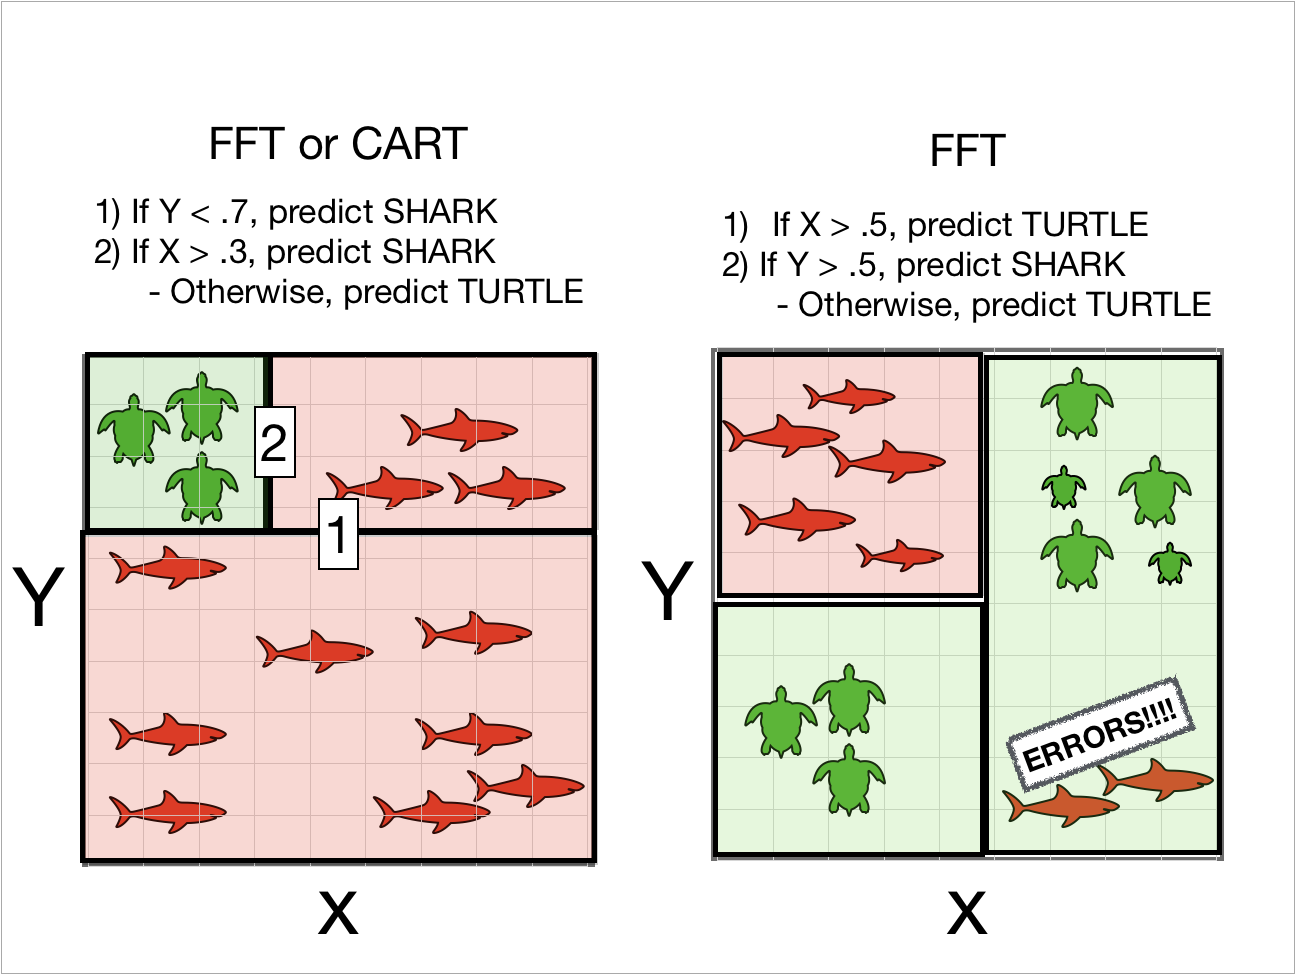 FFT or CART
1) If Y < .7, predict SHARK
2) If X > .3, predict SHARK
- Otherwise, predict TURTLE
2
1
Y
X
FFT
1) If X > .5, predict TURTLE
2) If Y > .5, predict SHARK
- Otherwise, predict TURTLE
ERRORS!!!!
Y
X